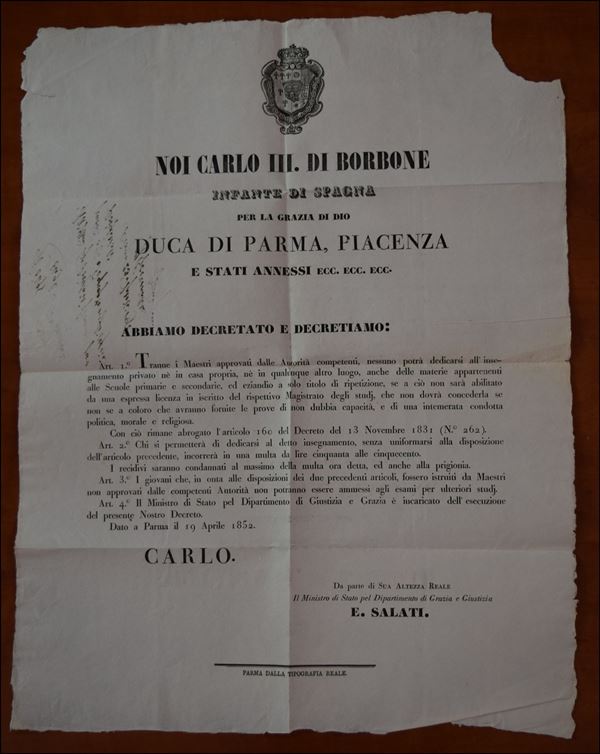 NOI CARLO III. DI BORBONE
INFANTE DI SPAGNA
PER LA GRAZIA DI DIO
DUCA DI PARMA, PIACENZA
E STATI ANNESSI ECC. ECC. ECC.
ABBIAMO DECRETATO E DECRETIAMO:
Art. 1.º Tranne i Maestri approvati dalle Autorità competenti, nessuno potrà dedicarsi all'inse-
gnamento privato nè in casa propria, nè in qualunque altro luogo, anche delle materie appartenenti
alle Scuole primarie e secondarie, ed eziandio a solo titolo di ripetizione, se a ciò non sarà abilitato
da una espressa licenza in iscritto del rispettivo Magistrato degli studj, che non dovrà concederla se
non se a coloro che avranno fornite le prove di non dubbia capacità, e di una intemerata condotta
politica, morale e religiosa.
Con ciò rimane abrogato l'articolo 160 del Decreto del 13 Novembre 1831 (N.º 262).
Art. 2.º Chi si permetterà di dedicarsi al detto insegnamento, senza uniformarsi alla disposizione
dell'articolo precedente, incorrerà in una multa da lire cinquanta alle cinquecento.
I recidivi saranno condannati al massimo della multa ora detta, ed anche alla prigionia.
Art. 3.º I giovani che, in onta alle disposizioni dei due precedenti articoli, fossero istruiti da Maestri
non approvati dalle competenti Autorità non potranno essere ammessi agli esami per ulteriori studj.
Art. 4.º Il Ministro di Stato pel Dipartimento di Giustizia e Grazia è incaricato dell'esecuzione
del presente Nostro Decreto.
Dato a Parma il 19 Aprile 1852.
CARLO.
Da parte di SUA ALTEZZA REALE
Il Ministro di Stato pel Dipartimento di Grazia e Giustizia
E. SALATI.
PARMA DALLA TIPOGRAFIA REALE.